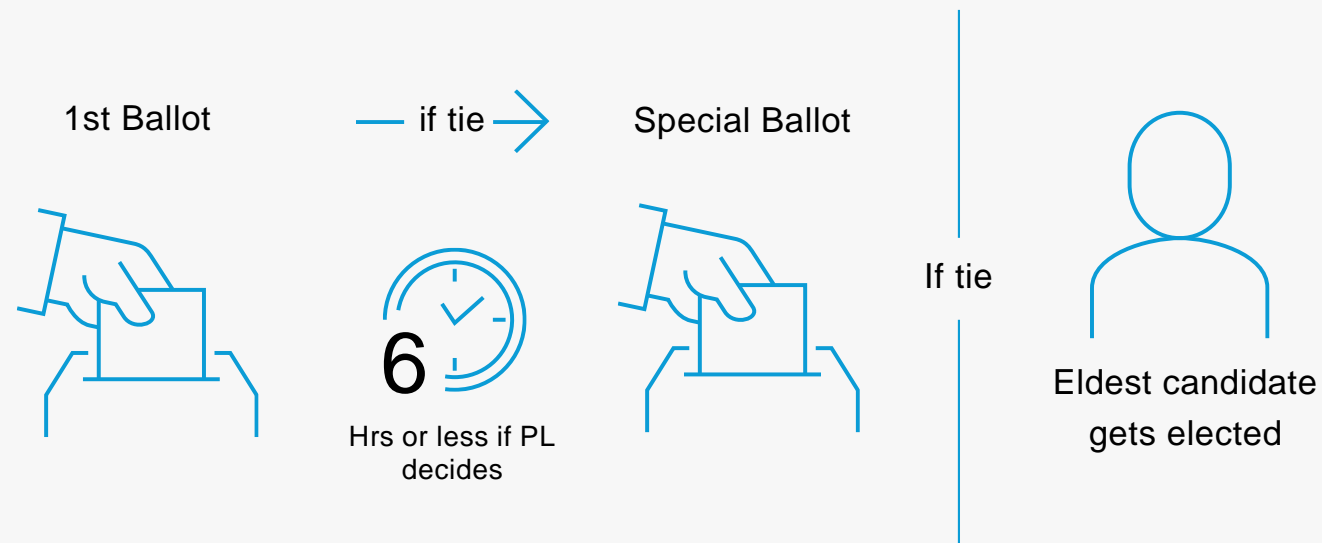 1st Ballot
if tie
Special Ballot
6
Hrs or less if PL
decides
If tie
Eldest candidate
gets elected